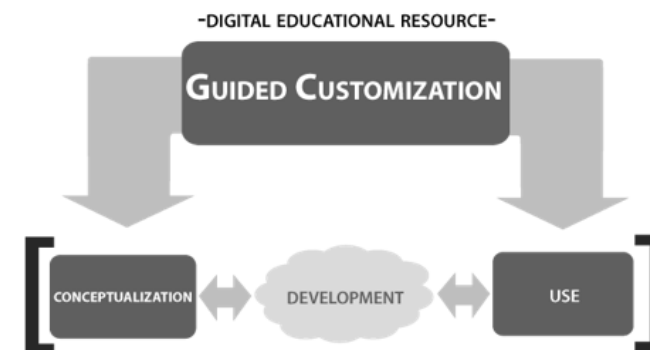 -DIGITAL EDUCATIONAL RESOURCE-
GUIDED CUSTOMIZATION
CONCEPTUALIZATION
DEVELOPMENT
USE